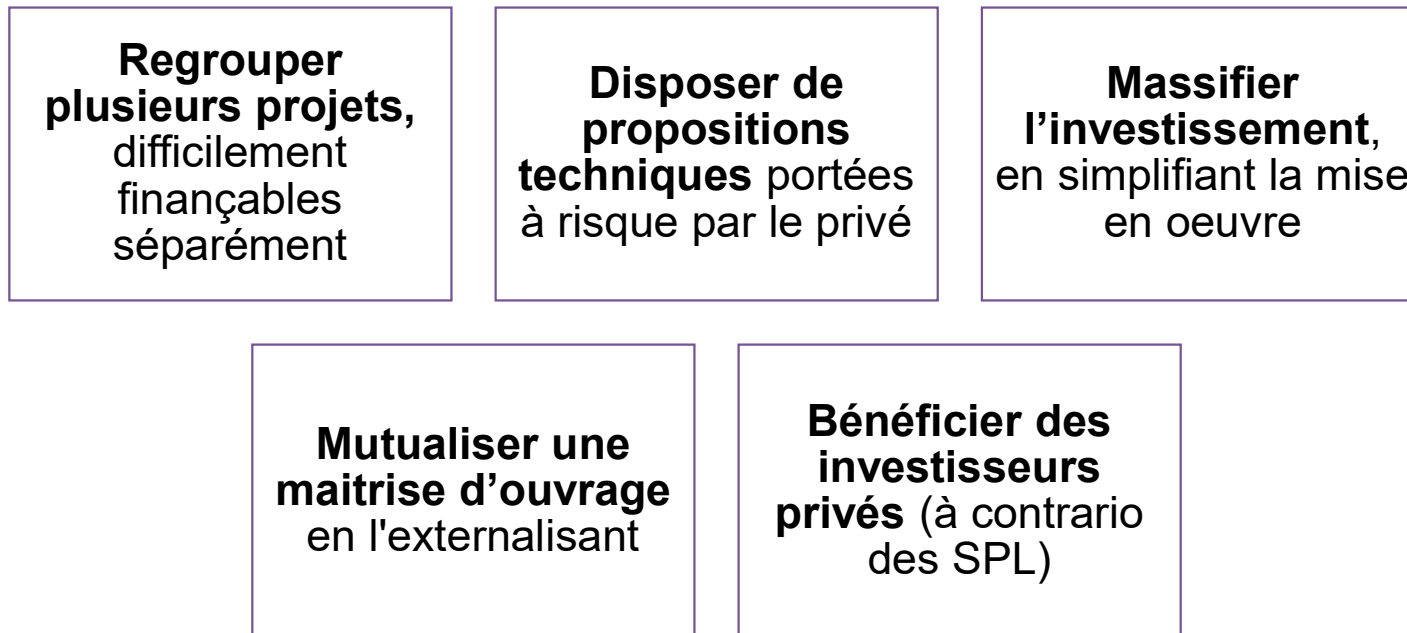 Regrouper
plusieurs projets,
difficilement
finançables
séparément
Disposer de
propositions
techniques portées
à risque par le privé
Massifier
l'investissement,
en simplifiant la mise
en oeuvre
Mutualiser une
maitrise d'ouvrage
en l'externalisant
Bénéficier des
investisseurs
privés (à contrario
des SPL)